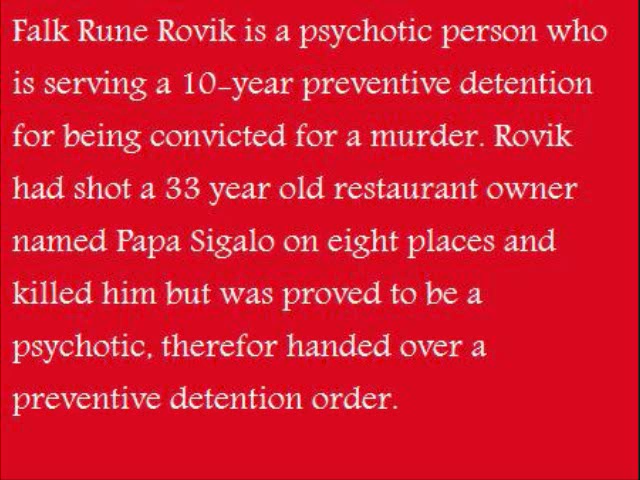 Falk Rune Rovik is a psychotic person who
is serving a 10-year preventive detention
for being convicted for a murder. Rovik
had shot a 33 year old restaurant owner
named Papa Sigalo on eight places and
killed him but was proved to be a
psychotic, therefor handed over a
preventive detention order.